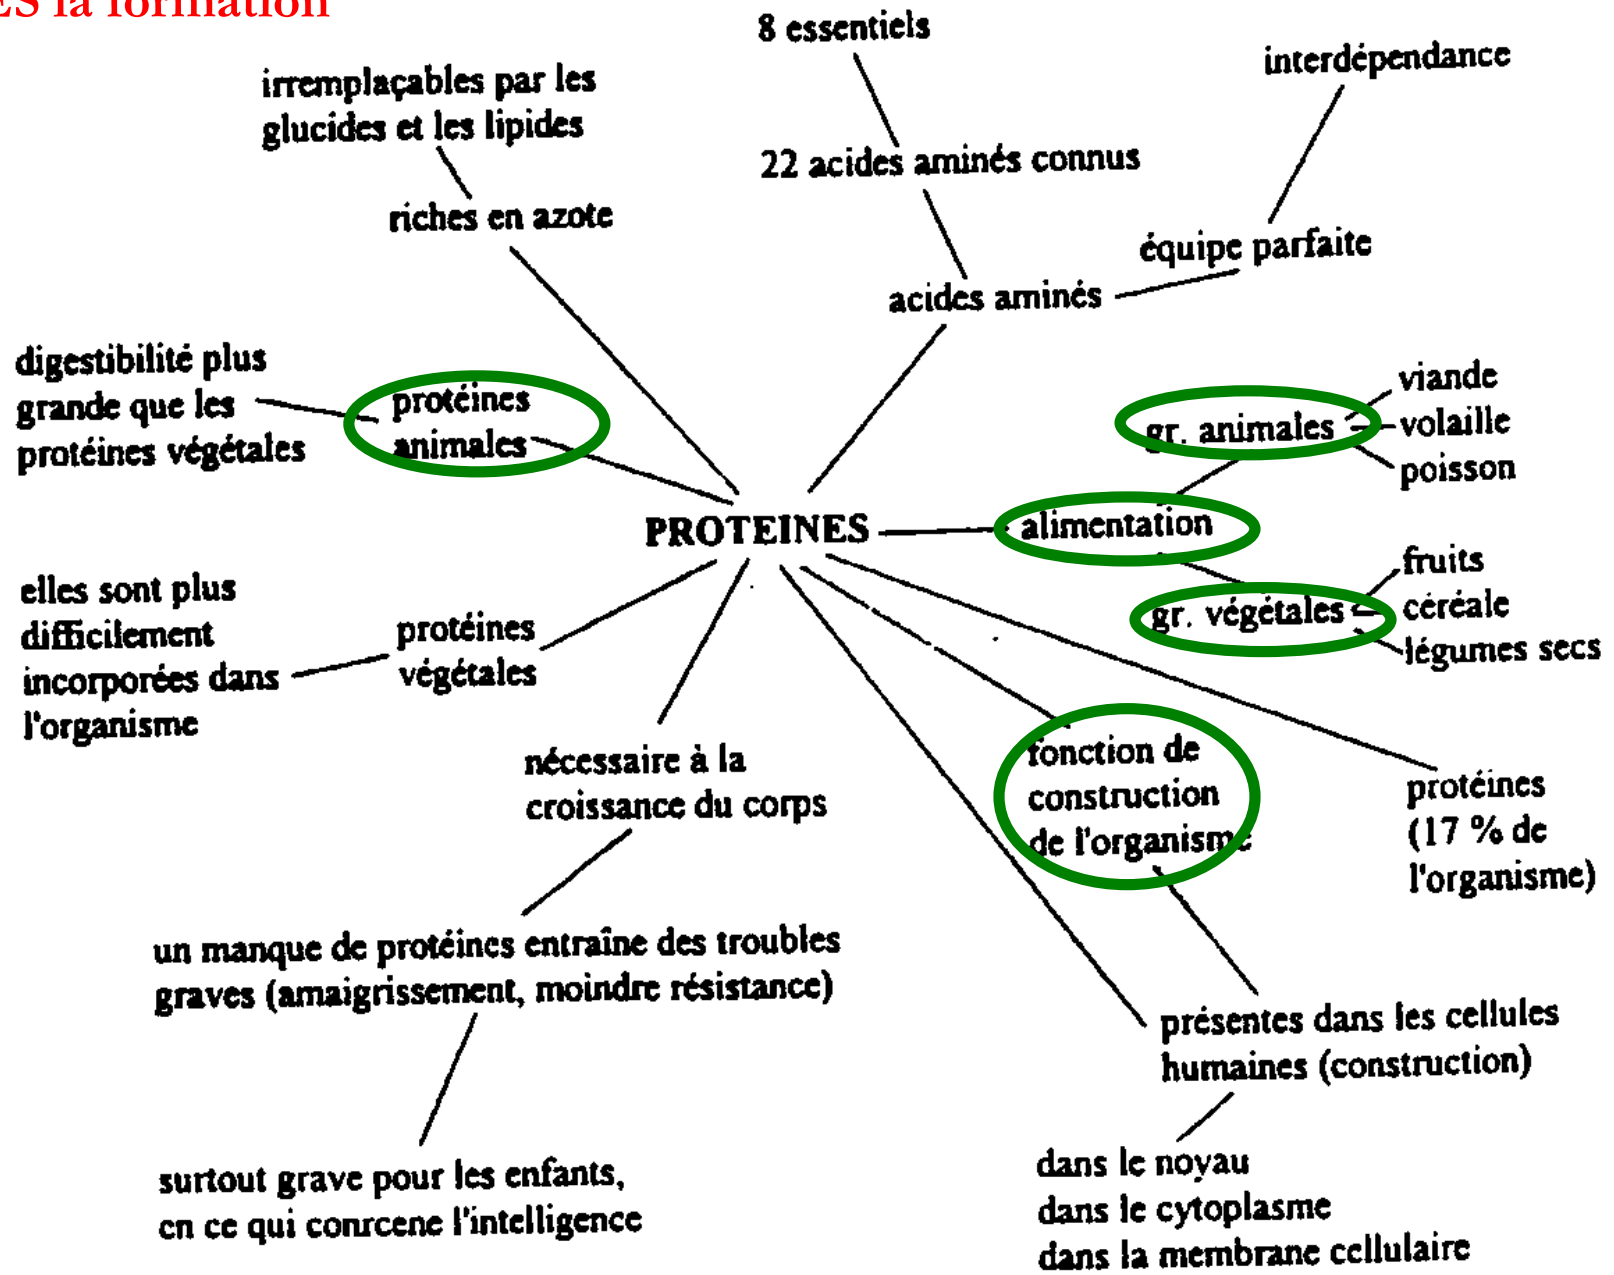 ES la formation
8 essentiels
interdépendance
irremplaçables par les
glucides et les lipides
22 acides aminés connus
riches en azote
équipe parfaite
acides aminés
digestibilité plus
grande que les
protéines végétales
protéines
animales
gr. animales
viande
volaille
poisson
PROTEINES
alimentation
gr. végétales
fruits
céréale
légumes secs
elles sont plus
difficilement
incorporées dans
l'organisme
protéines
végétales
nécessaire à la
croissance du corps
fonction de
construction
de l'organisme
protéines
(17 % de
l'organisme)
un manque de protéines entraîne des troubles
graves (amaigrissement, moindre résistance)
présentes dans les cellules
humaines (construction)
surtout grave pour les enfants,
en ce qui conrcene l'intelligence
dans le noyau
dans le cytoplasme
dans la membrane cellulaire